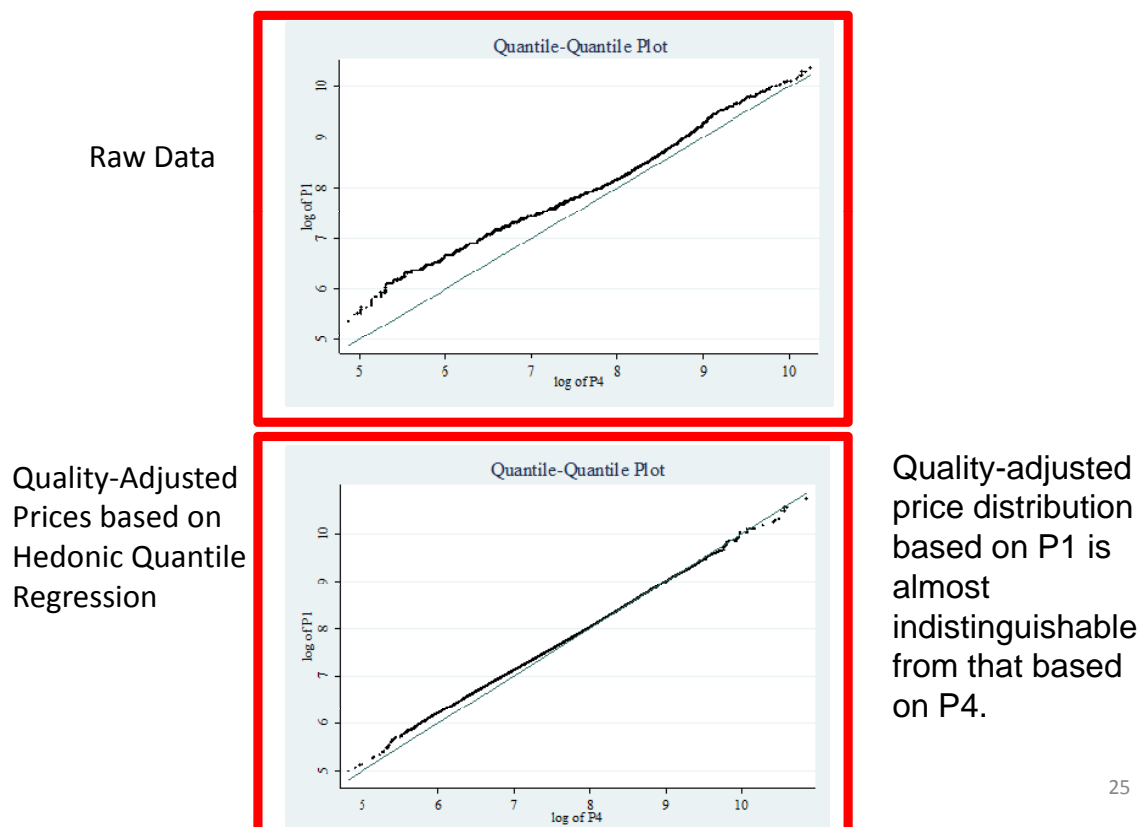 Raw Data
Quantile-Quantile Plot
log of P1
10
9
8
7
6
5
5 6 7 8 9 10
log of P4
Quality-Adjusted
Prices based on
Hedonic Quantile
Regression
Quantile-Quantile Plot
log of P1
10
9
8
7
6
5
5 6 7 8 9 10
log of P4
Quality-adjusted
price distribution
based on P1 is
almost
indistinguishable
from that based
on P4.
25